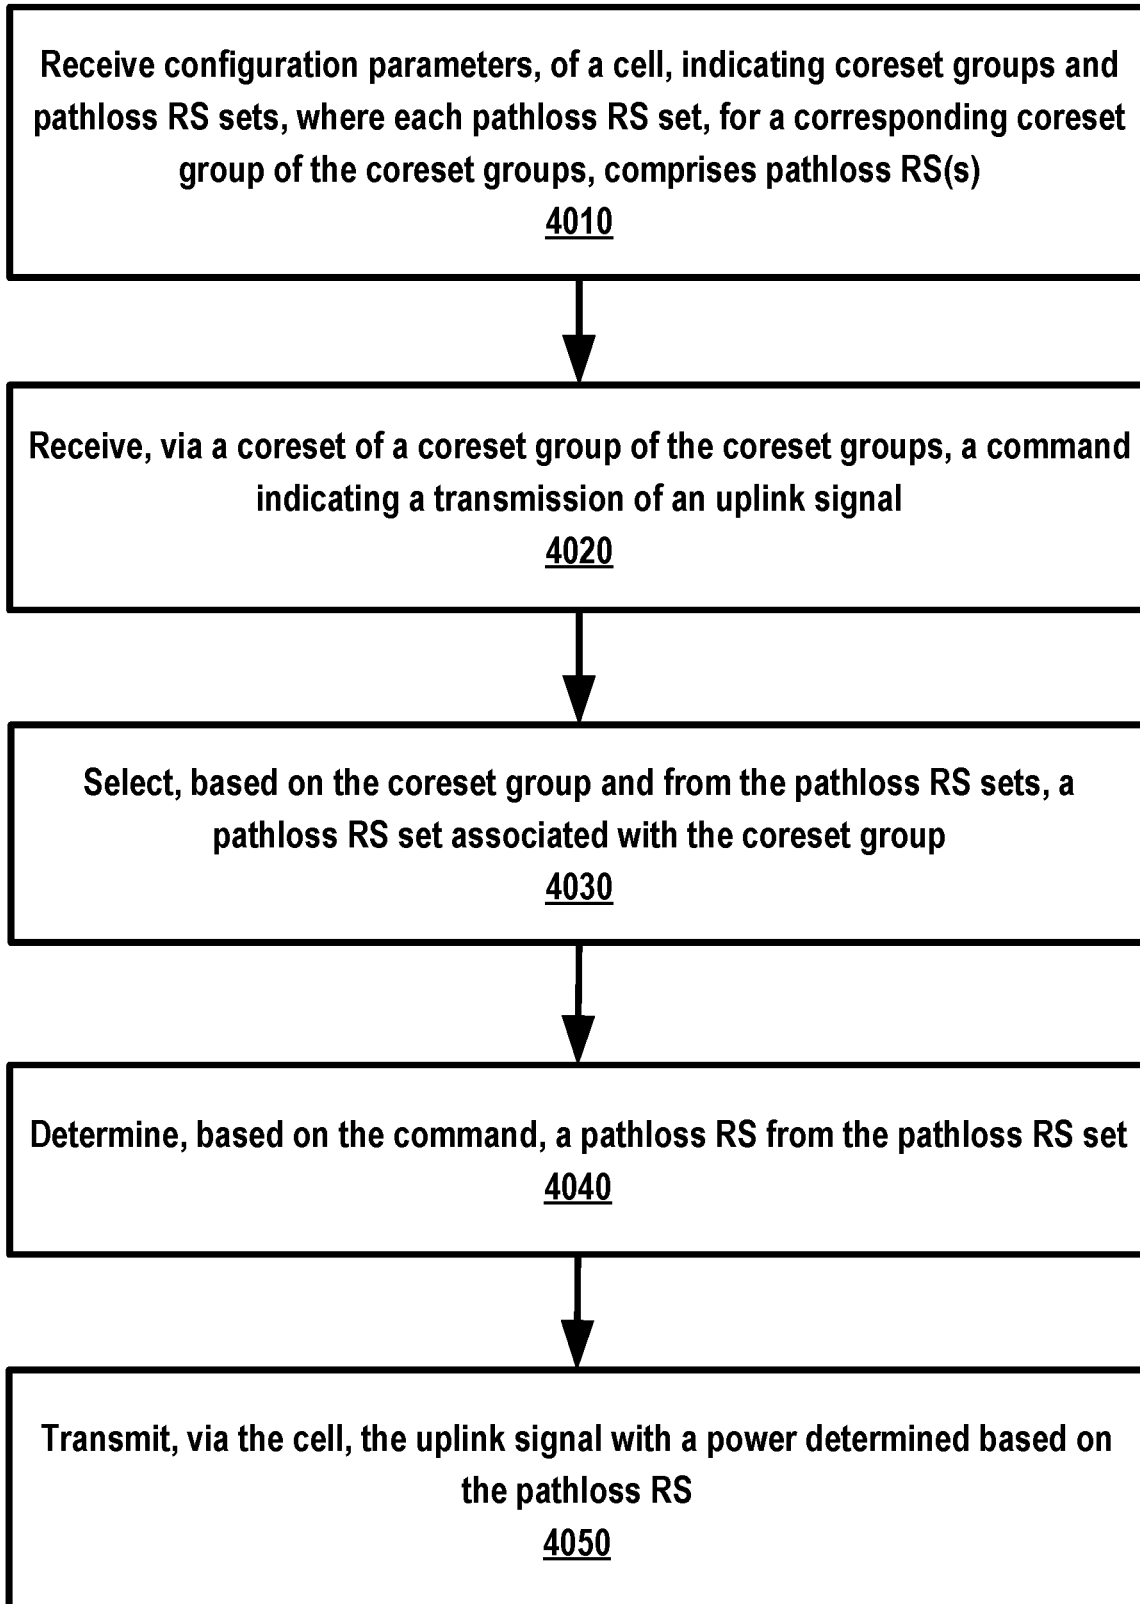 Receive configuration parameters, of a cell, indicating coreset groups and
pathloss RS sets, where each pathloss RS set, for a corresponding coreset
group of the coreset groups, comprises pathloss RS(s)
4010
Receive, via a coreset of a coreset group of the coreset groups, a command
indicating a transmission of an uplink signal
4020
Select, based on the coreset group and from the pathloss RS sets, a
pathloss RS set associated with the coreset group
4030
Determine, based on the command, a pathloss RS from the pathloss RS set
4040
Transmit, via the cell, the uplink signal with a power determined based on
the pathloss RS
4050